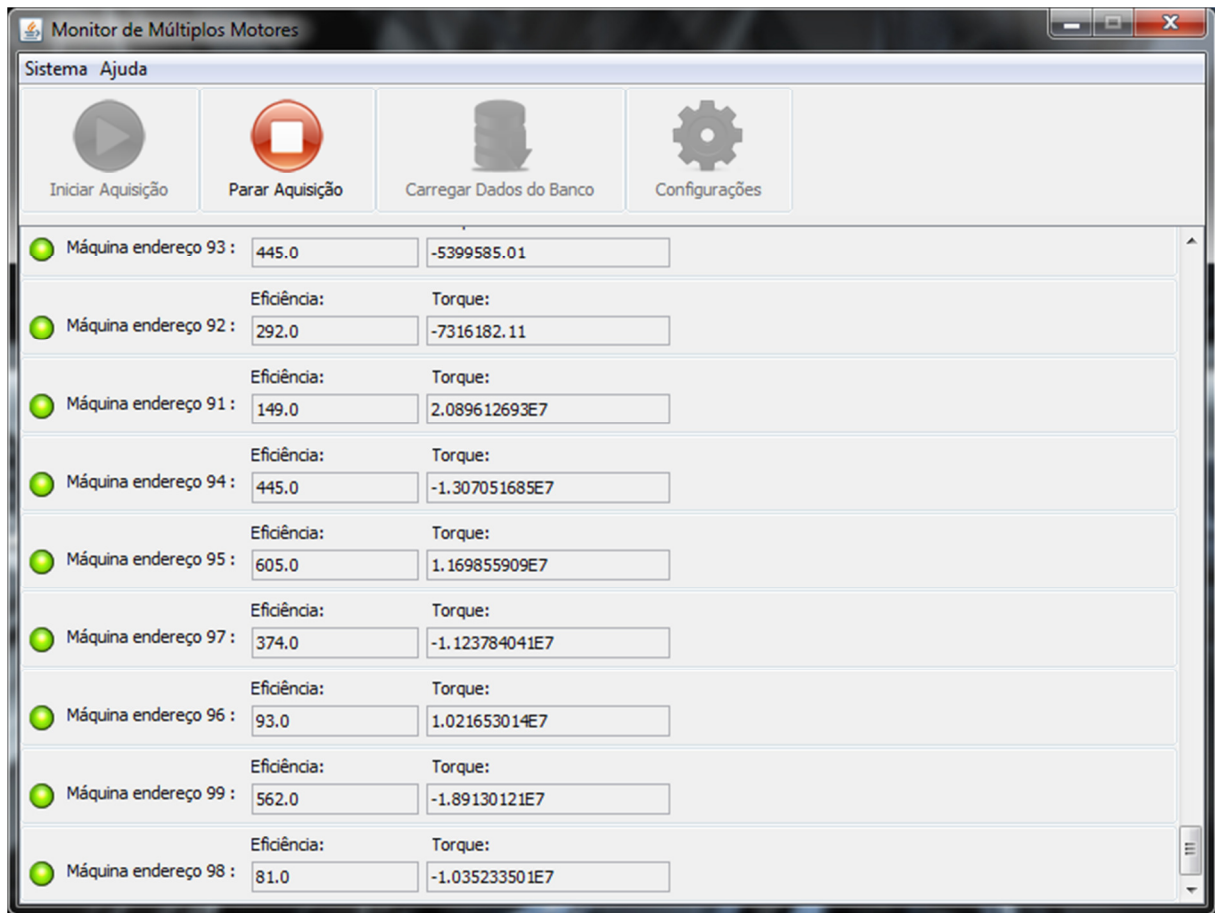 Monitor de Múltiplos Motores
Sistema Ajuda
Iniciar Aquisição Parar Aquisição Carregar Dados do Banco Configurações
Máquina endereço 93 : 445.0 -5399585.01
Eficiência: Torque:
Máquina endereço 92 : 292.0 -7316182.11
Eficiência: Torque:
Máquina endereço 91 : 149.0 2.089612693E7
Eficiência: Torque:
Máquina endereço 94 : 445.0 -1.307051685E7
Eficiência: Torque:
Máquina endereço 95 : 605.0 1.169855909E7
Eficiência: Torque:
Máquina endereço 97 : 374.0 -1.123784041E7
Eficiência: Torque:
Máquina endereço 96 : 93.0 1.021653014E7
Eficiência: Torque:
Máquina endereço 99 : 562.0 -1.89130121E7
Eficiência: Torque:
Máquina endereço 98 : 81.0 -1.035233501E7